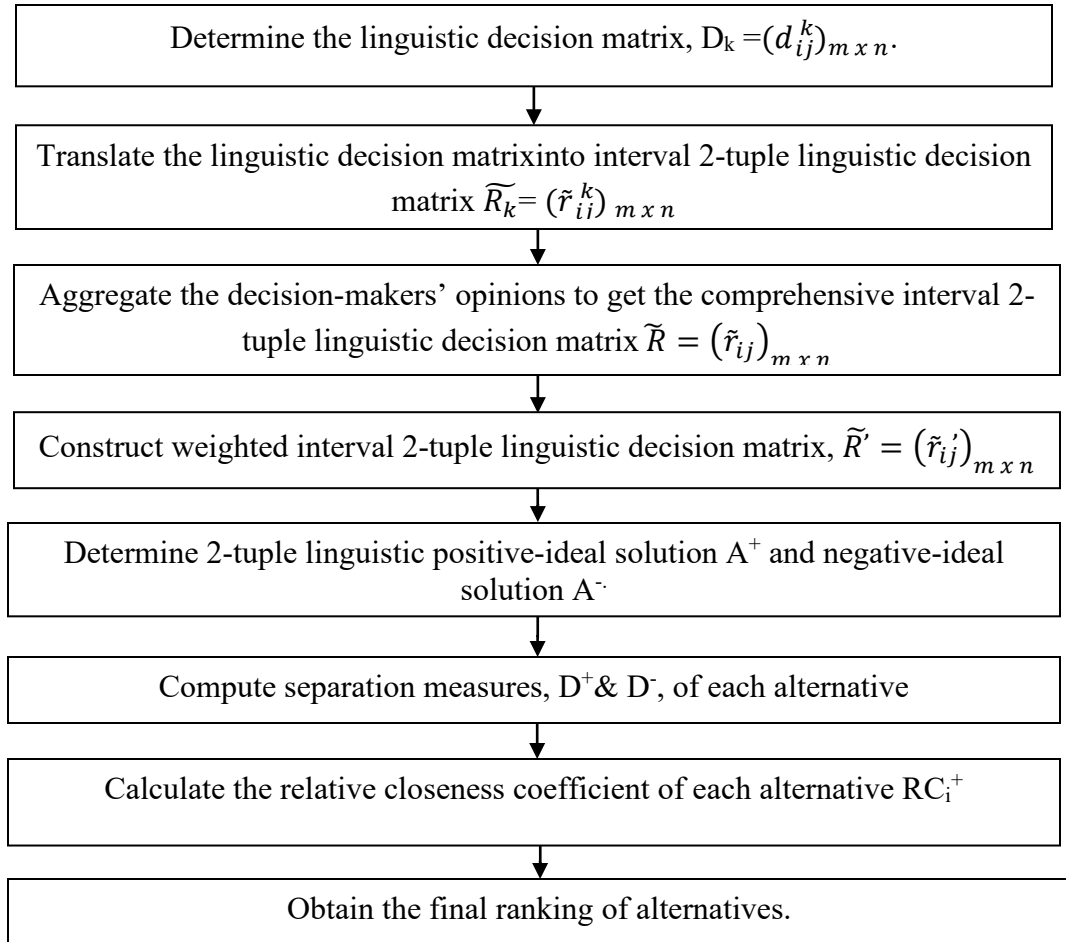 Determine the linguistic decision matrix, Dₖ =(𝑑ᵢⱼᵏ)ₘ ₓ ₙ.
Translate the linguistic decision matrixinto interval 2-tuple linguistic decision
matrix R̃ₖ= (r̃ᵢⱼᵏ) ₘ ₓ ₙ
Aggregate the decision-makers’ opinions to get the comprehensive interval 2-
tuple linguistic decision matrix R̃ = (r̃ᵢⱼ)ₘ ₓ ₙ
Construct weighted interval 2-tuple linguistic decision matrix, R̃’ = (r̃ᵢⱼ’)ₘ ₓ ₙ
Determine 2-tuple linguistic positive-ideal solution A⁺ and negative-ideal
solution A⁻.
Compute separation measures, D⁺& D⁻, of each alternative
Calculate the relative closeness coefficient of each alternative RCᵢ⁺
Obtain the final ranking of alternatives.